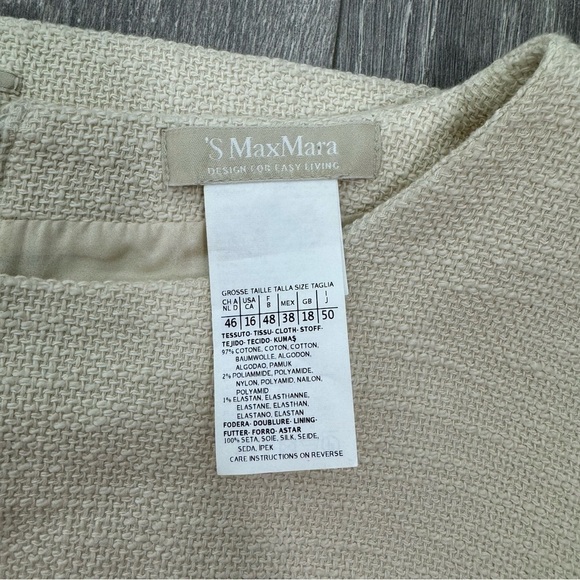 'S MaxMara
DESIGN FOR EASY LIVING
GROSSE TAILLE TALLA SIZE TAGLIA
CH A NL D USA CA F B MEX GB I J
46 16 48 38 18 50
TESSUTO- TISSU- CLOTH- STOFF-
TEJIDO- TECIDO- KUMAŞ
97% COTONE, COTON, COTTON,
BAUMWOLLE, ALGODON,
ALGODAO, PAMUK
2% POLIAMMIDE, POLYAMIDE,
NYLON, POLYAMID, NAILON,
POLYAMID
1% ELASTAN, ELASTHANNE,
ELASTANE, ELASTHAN,
ELASTANO, ELASTAN
FODERA- DOUBLURE- LINING-
FUTTER- FORRO- ASTAR
100% SETA, SOIE, SILK, SEIDE,
SEDA, IPEK
CARE INSTRUCTIONS ON REVERSE